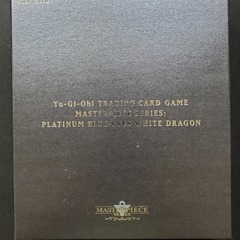 Yu-Gi-Oh! TRADING CARD GAME
MASTERPIECE SERIES:
PLATINUM BLUE-EYES WHITE DRAGON
MASTERPIECE